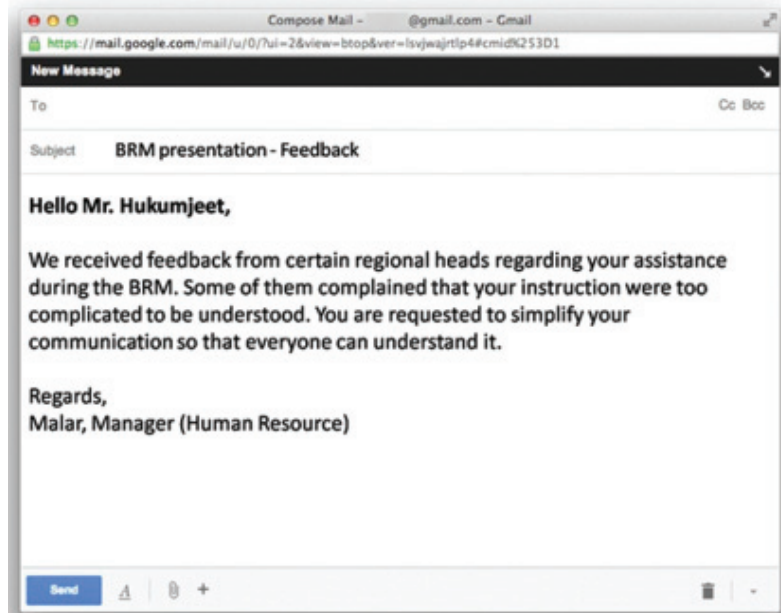 Compose Mail - @gmail.com - Gmail
https://mail.google.com/mail/u/0/?ui=2&view=btop&ver=lsvjwajrtlp4#cmid%253D1
New Message
To Cc Bcc
Subject BRM presentation - Feedback
Hello Mr. Hukumjeet,
We received feedback from certain regional heads regarding your assistance
during the BRM. Some of them complained that your instruction were too
complicated to be understood. You are requested to simplify your
communication so that everyone can understand it.
Regards,
Malar, Manager (Human Resource)
Send A